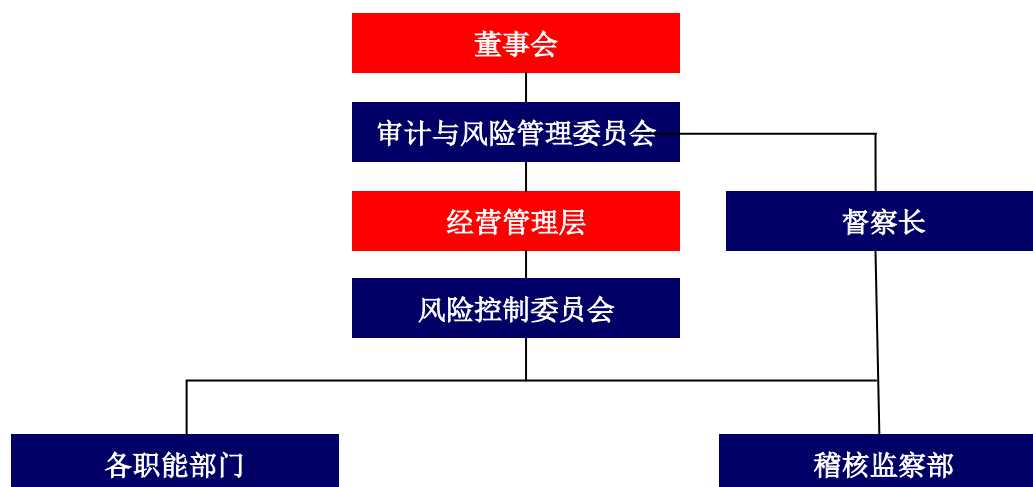 董事会
审计与风险管理委员会
经营管理层
督察长
风险控制委员会
各职能部门
稽核监察部